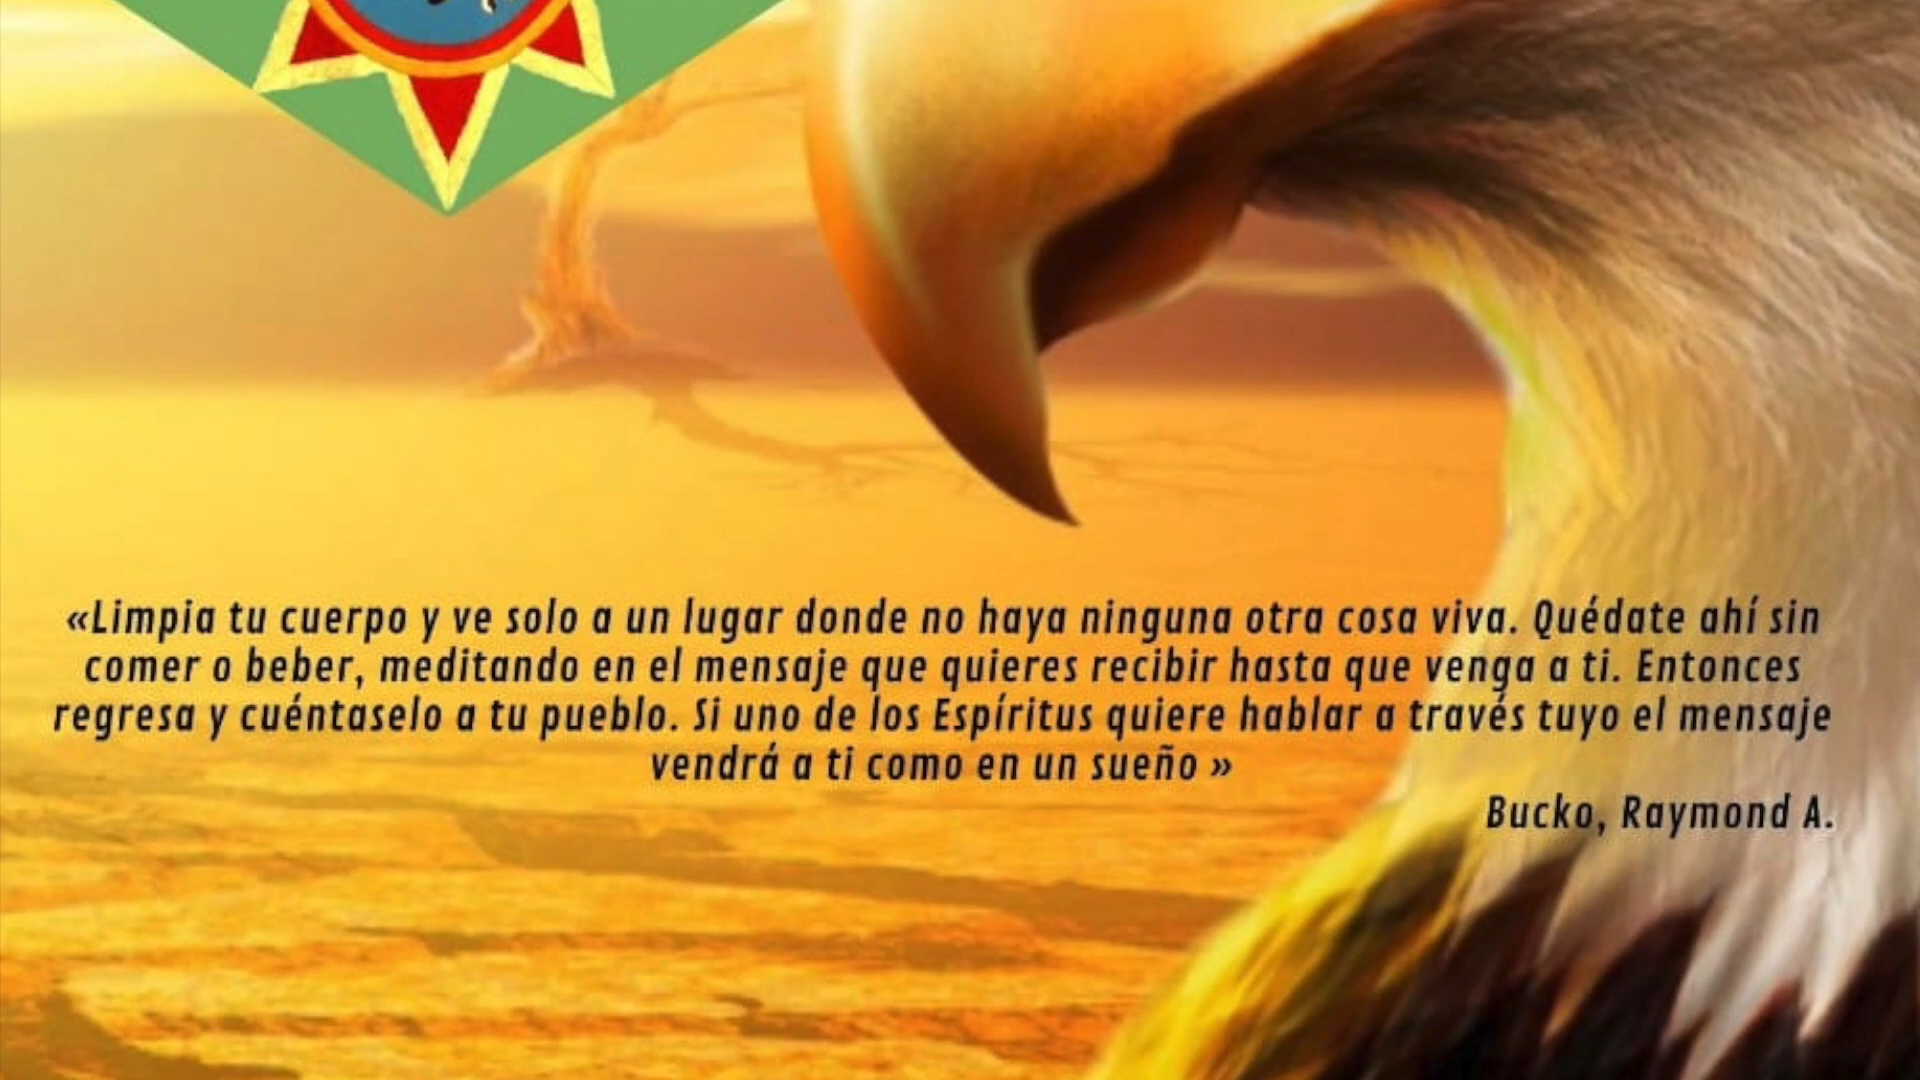 «Limpia tu cuerpo y ve solo a un lugar donde no haya ninguna otra cosa viva. Quédate ahí sin
comer o beber, meditando en el mensaje que quieres recibir hasta que venga a ti. Entonces
regresa y cuéntaselo a tu pueblo. Si uno de los Espíritus quiere hablar a través tuyo el mensaje
vendrá a ti como en un sueño »
Bucko, Raymond A.